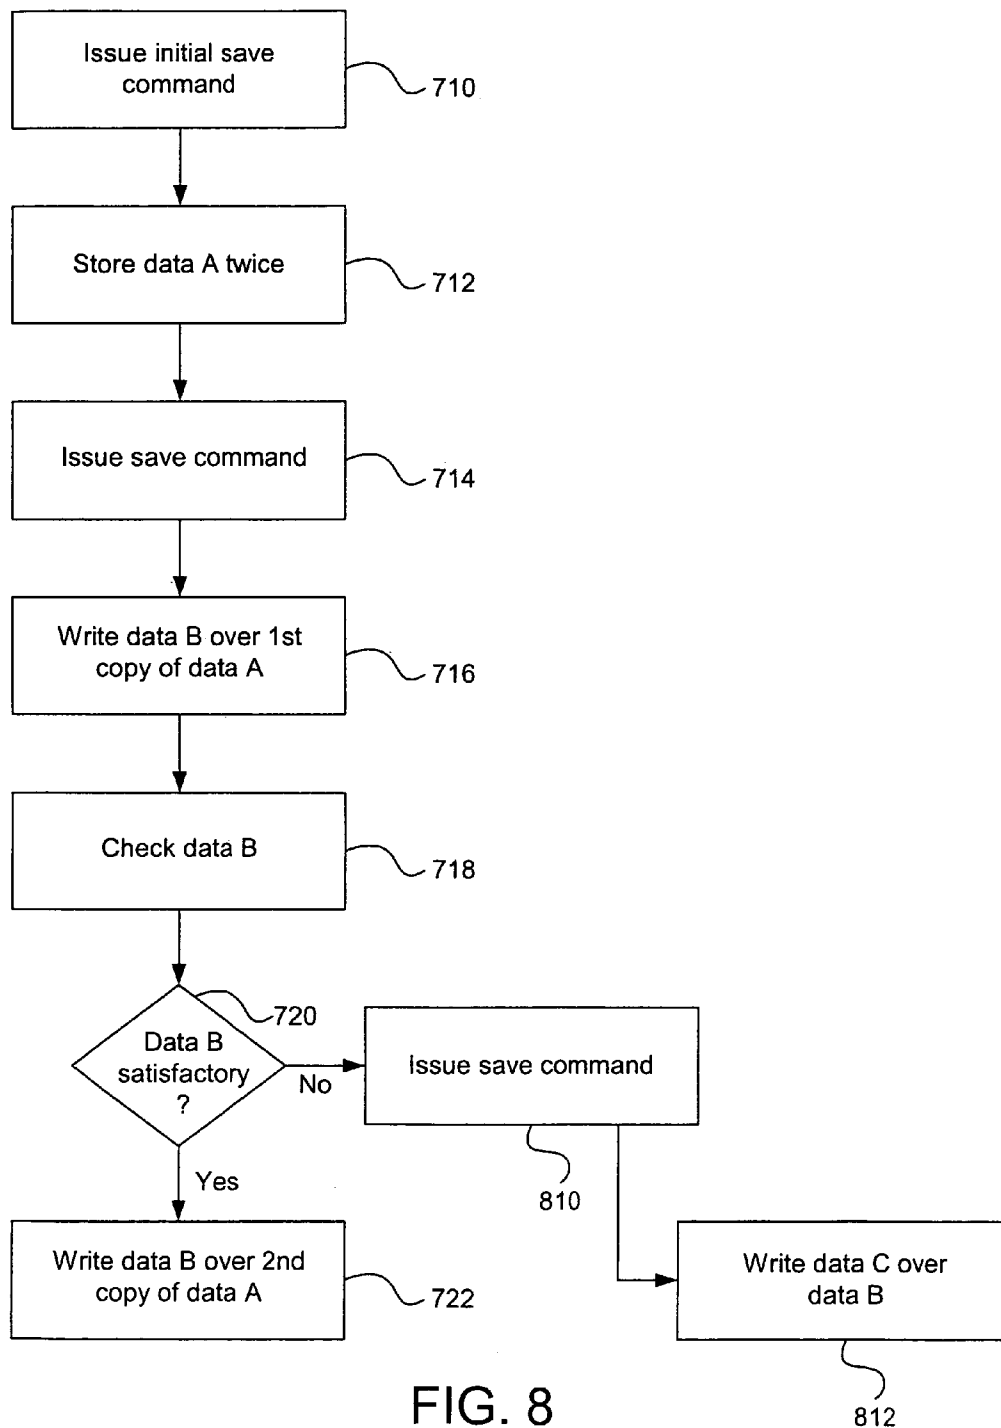 Issue initial save
command
710
Store data A twice
712
Issue save command
714
Write data B over 1st
copy of data A
716
Check data B
718
720
Data B
satisfactory
?
No
Issue save command
810
Yes
Write data B over 2nd
copy of data A
722
Write data C over
data B
812
FIG. 8